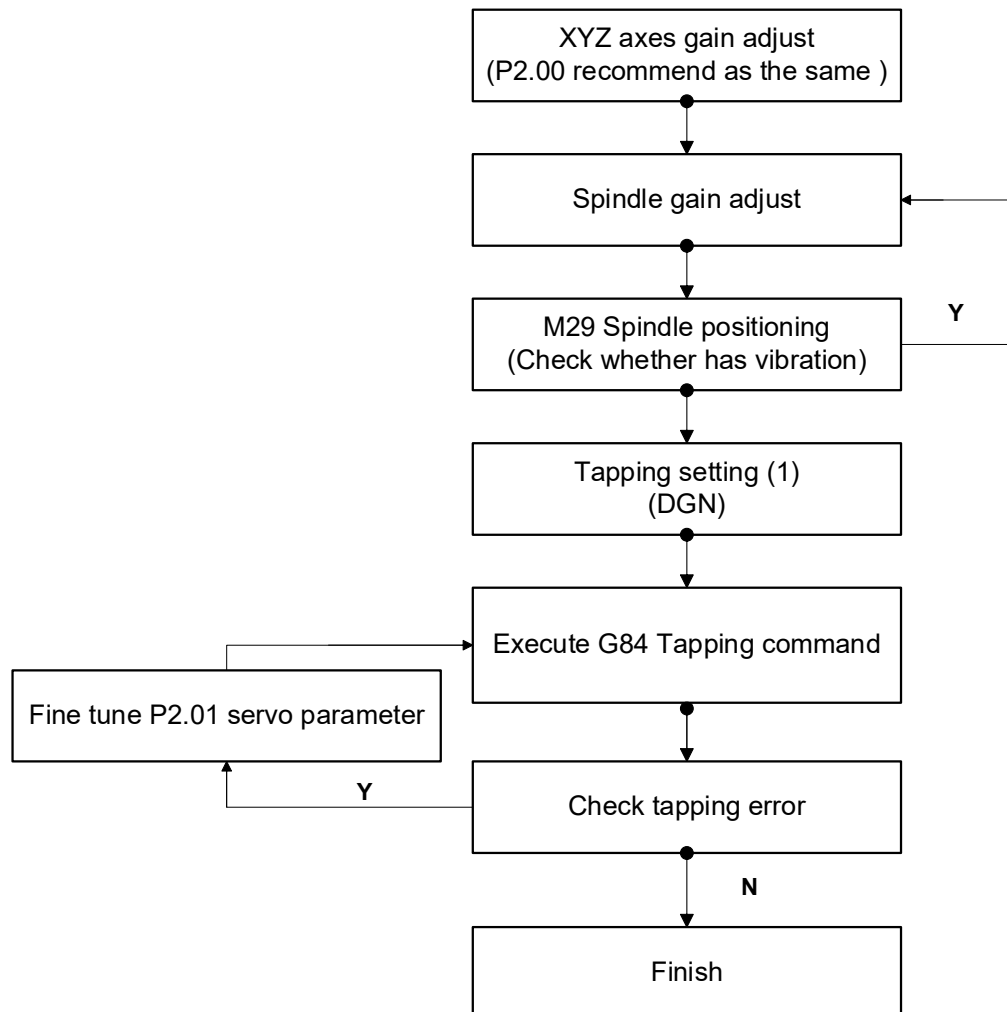 XYZ axes gain adjust
(P2.00 recommend as the same )
Spindle gain adjust
M29 Spindle positioning
(Check whether has vibration)
Y
Tapping setting (1)
(DGN)
Execute G84 Tapping command
Fine tune P2.01 servo parameter
Y
Check tapping error
N
Finish